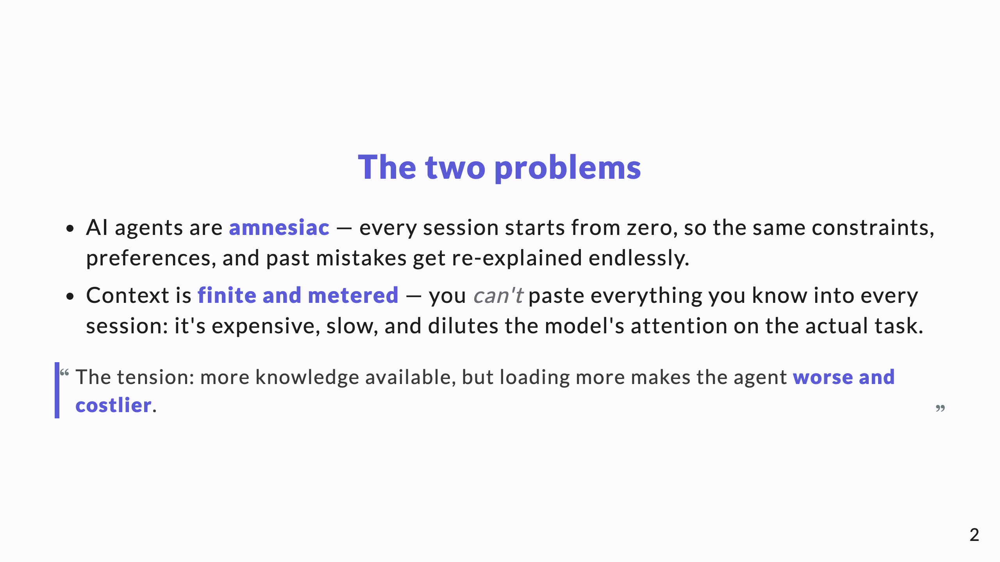 The two problems
• AI agents are amnesiac — every session starts from zero, so the same constraints,
preferences, and past mistakes get re-explained endlessly.
• Context is finite and metered — you can't paste everything you know into every
session: it's expensive, slow, and dilutes the model's attention on the actual task.
“ The tension: more knowledge available, but loading more makes the agent worse and
costlier. ”
2